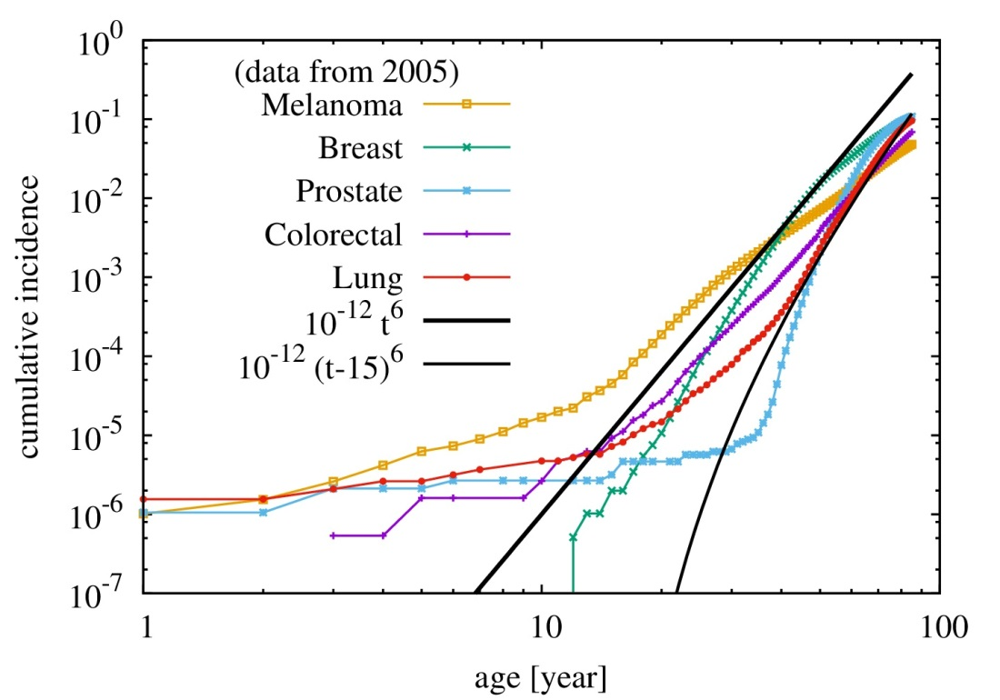 10^0
10^-1
10^-2
10^-3
10^-4
10^-5
10^-6
10^-7
cumulative incidence
(data from 2005)
Melanoma
Breast
Prostate
Colorectal
Lung
10^-12 t^6
10^-12 (t-15)^6
1 10 100
age [year]